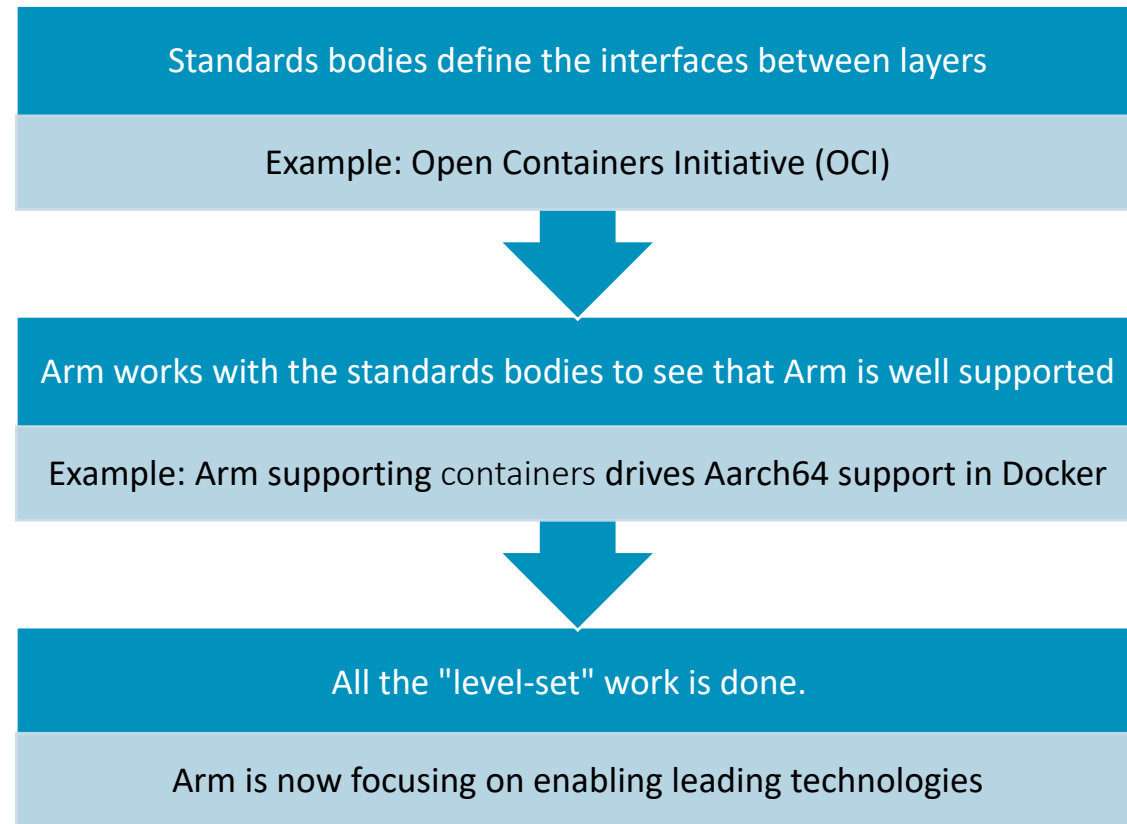 Standards bodies define the interfaces between layers
Example: Open Containers Initiative (OCI)
Arm works with the standards bodies to see that Arm is well supported
Example: Arm supporting containers drives Aarch64 support in Docker
All the "level-set" work is done.
Arm is now focusing on enabling leading technologies